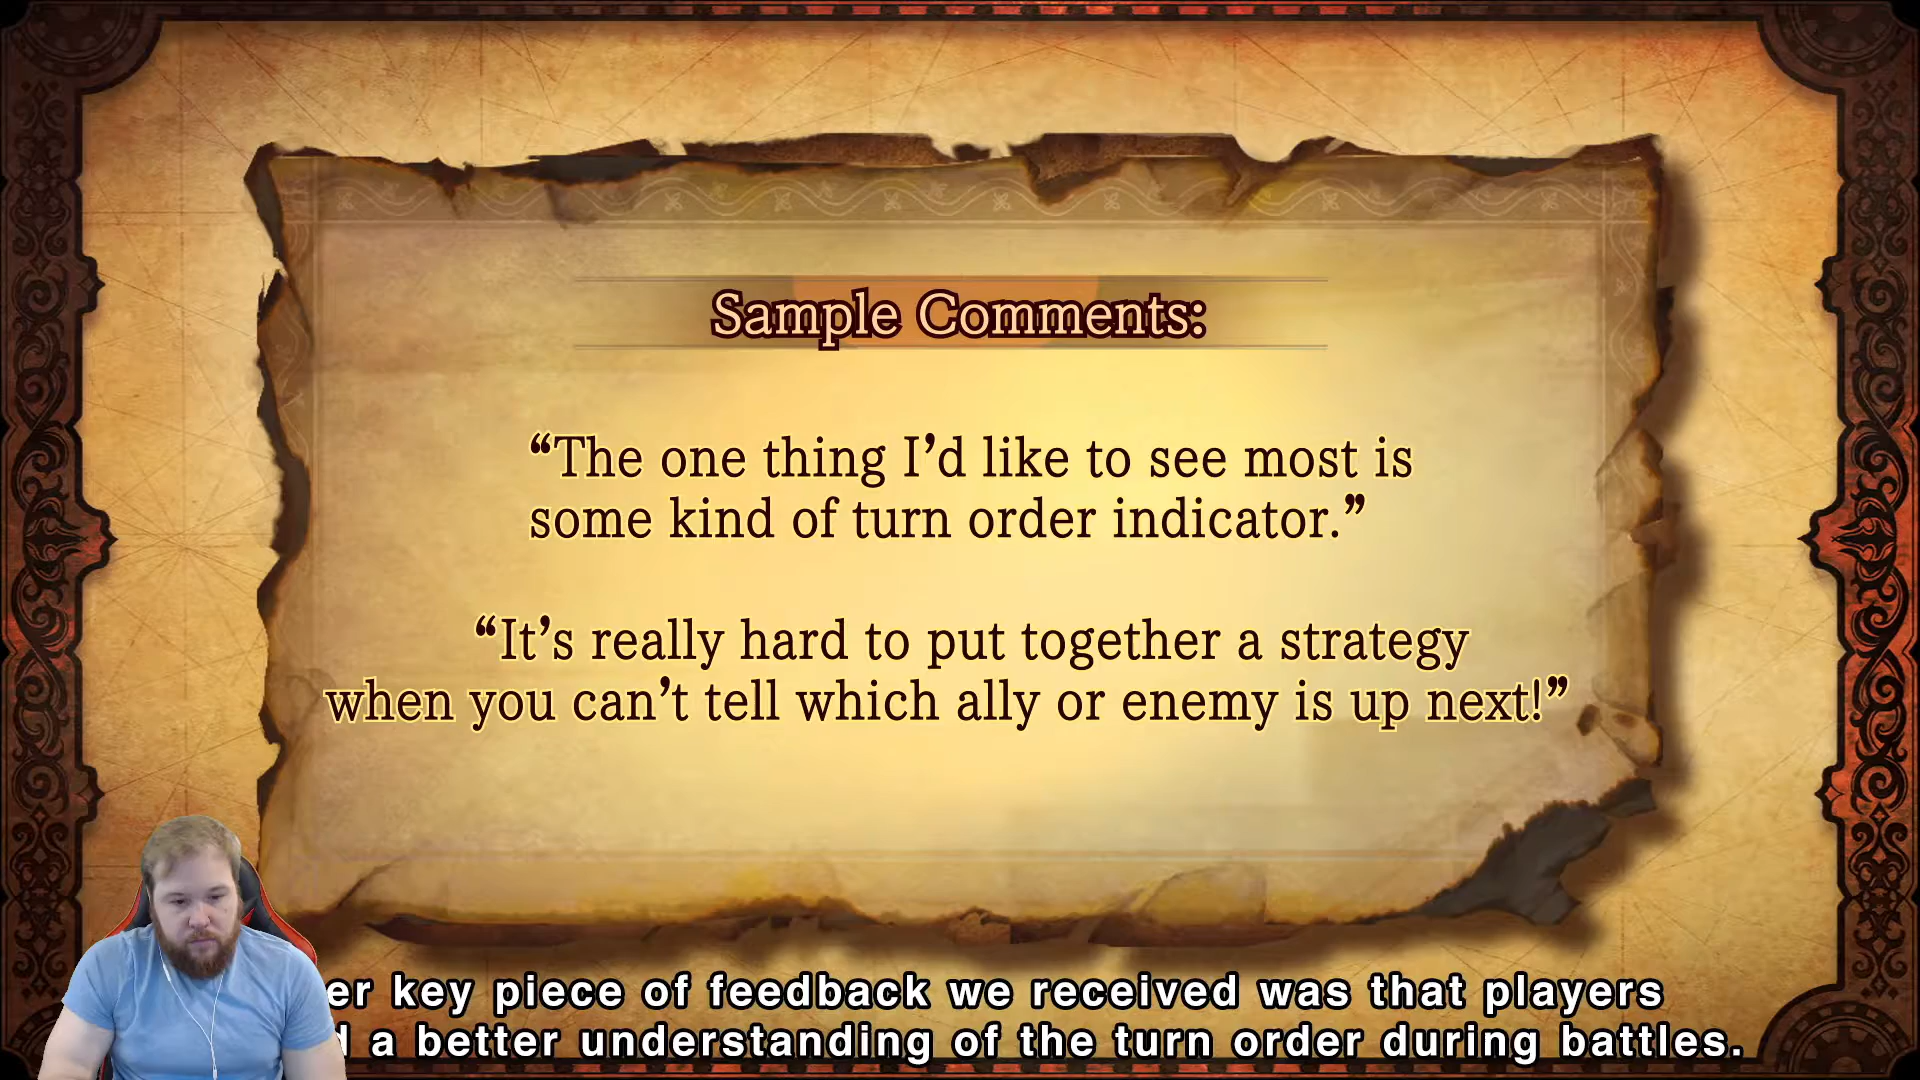 Sample Comments:
“The one thing I’d like to see most is
some kind of turn order indicator.”
“It’s really hard to put together a strategy
when you can’t tell which ally or enemy is up next!”
key piece of feedback we received was that players
a better understanding of the turn order during battles.